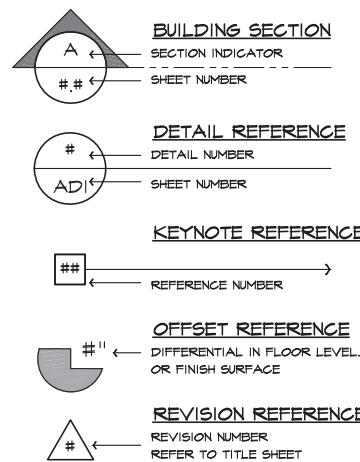 BUILDING SECTION
A
SECTION INDICATOR
#.#
SHEET NUMBER
DETAIL REFERENCE
#
DETAIL NUMBER
AD1
SHEET NUMBER
KEYNOTE REFERENCE
##
REFERENCE NUMBER
OFFSET REFERENCE
#"
DIFFERENTIAL IN FLOOR LEVEL.
OR FINISH SURFACE
REVISION REFERENCE
REVISION NUMBER
#
REFER TO TITLE SHEET